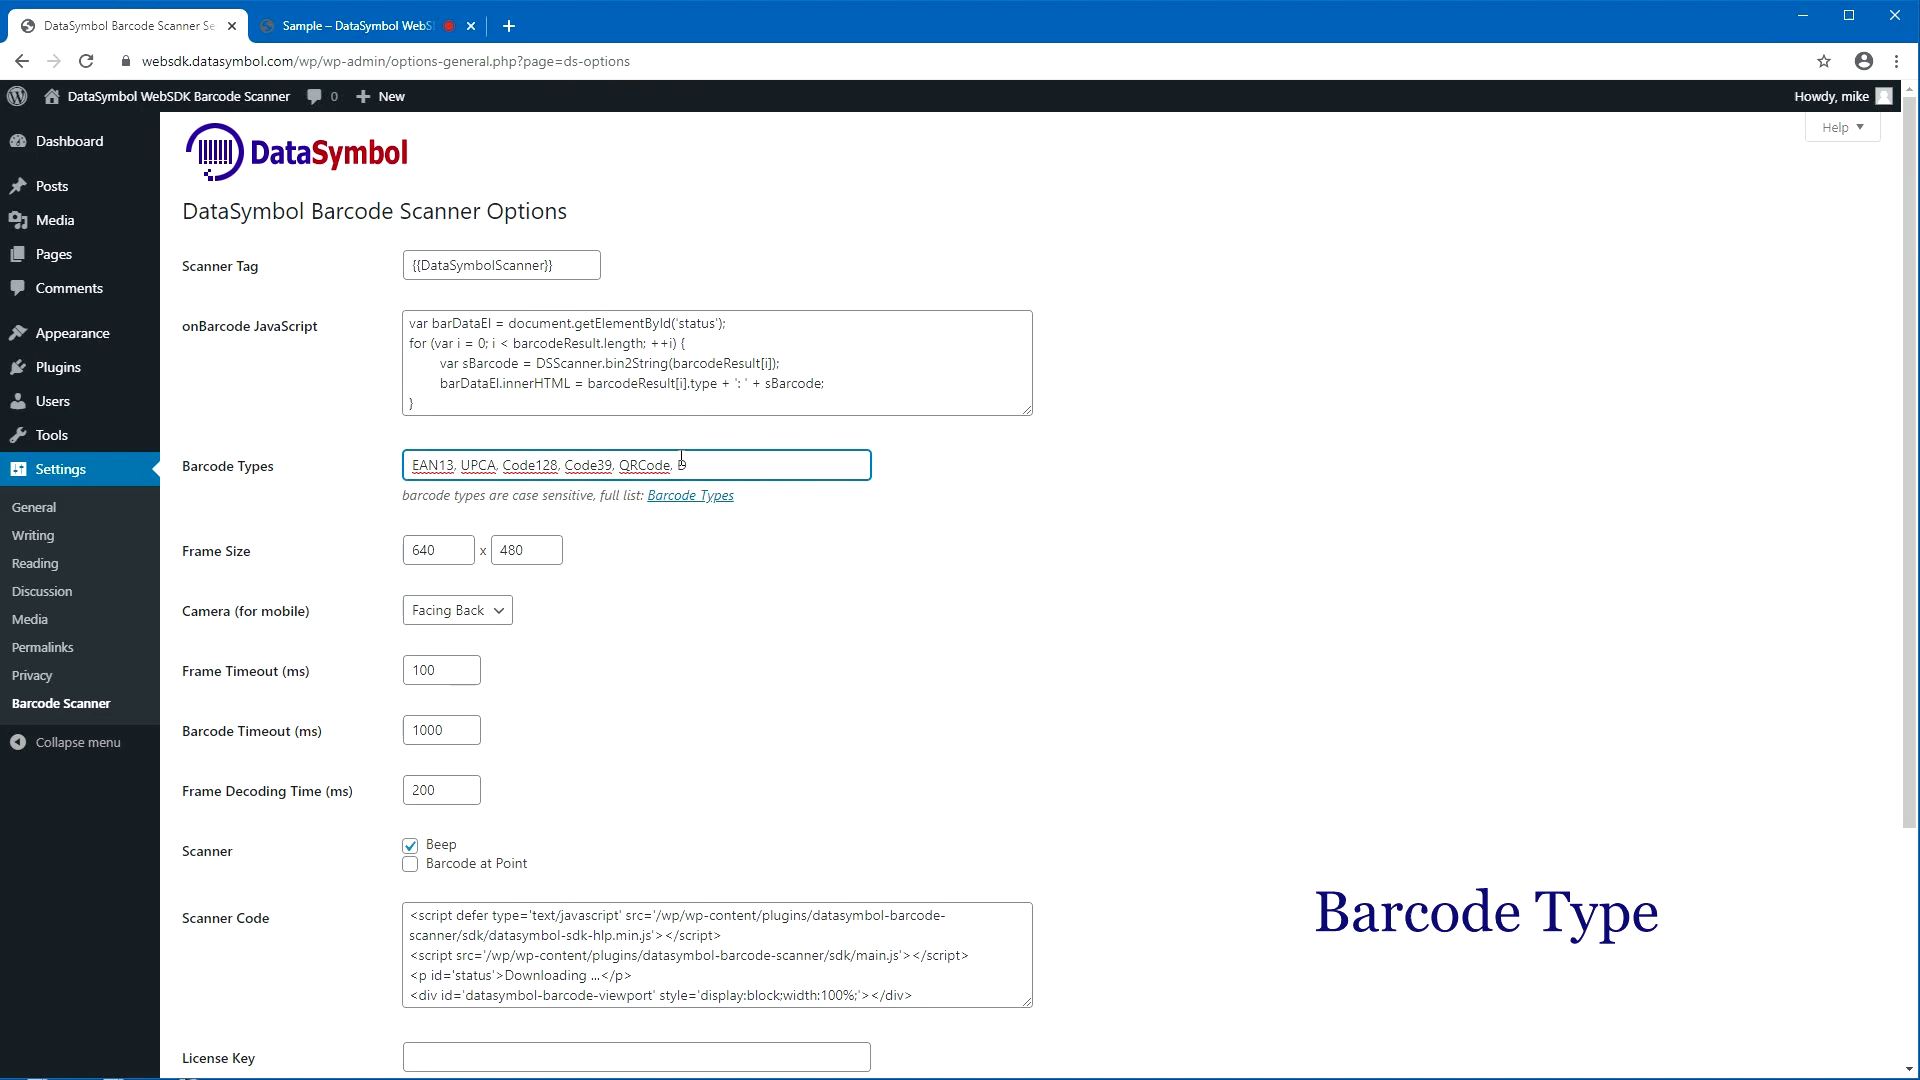 DataSymbol Barcode Scanner Se
Sample – DataSymbol WebS
websdk.datasymbol.com/wp/wp-admin/options-general.php?page=ds-options
DataSymbol WebSDK Barcode Scanner 0 New
Howdy, mike
Help
Dashboard
Posts
Media
Pages
Comments
Appearance
Plugins
Users
Tools
Settings
General
Writing
Reading
Discussion
Media
Permalinks
Privacy
Barcode Scanner
Collapse menu
DataSymbol
DataSymbol Barcode Scanner Options
Scanner Tag
{{DataSymbolScanner}}
onBarcode JavaScript
var barDataEl = document.getElementById('status');
for (var i = 0; i < barcodeResult.length; ++i) {
var sBarcode = DSScanner.bin2String(barcodeResult[i]);
barDataEl.innerHTML = barcodeResult[i].type + ': ' + sBarcode;
}
Barcode Types
EAN13, UPCA, Code128, Code39, QRCode, D
barcode types are case sensitive, full list: Barcode Types
Frame Size
640 x 480
Camera (for mobile)
Facing Back
Frame Timeout (ms)
100
Barcode Timeout (ms)
1000
Frame Decoding Time (ms)
200
Scanner
Beep
Barcode at Point
Scanner Code
<script defer type='text/javascript' src='/wp/wp-content/plugins/datasymbol-barcode-
scanner/sdk/datasymbol-sdk-hlp.min.js'></script>
<script src='/wp/wp-content/plugins/datasymbol-barcode-scanner/sdk/main.js'></script>
<p id='status'>Downloading ...</p>
<div id='datasymbol-barcode-viewport' style='display:block;width:100%;'></div>
License Key
Barcode Type